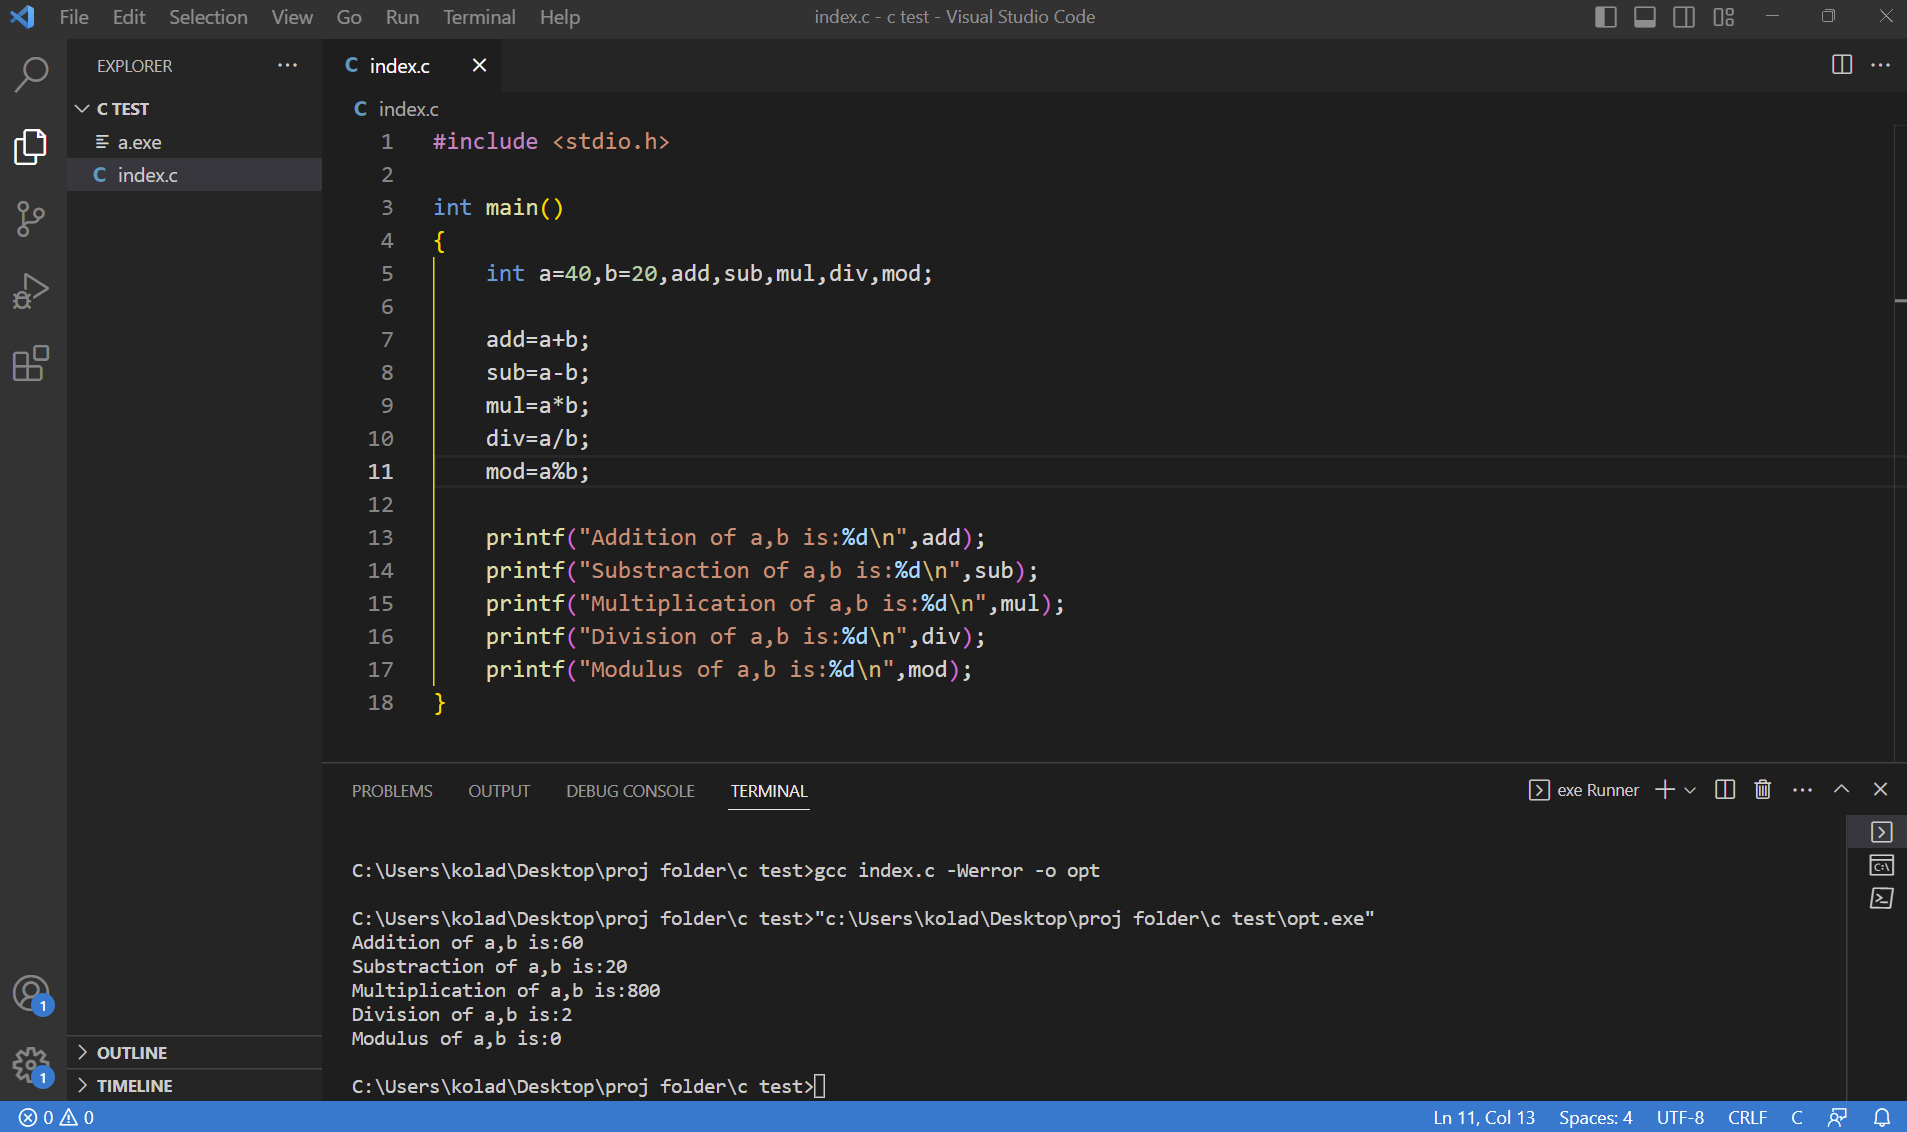 File Edit Selection View Go Run Terminal Help index.c - c test - Visual Studio Code
EXPLORER
C TEST
a.exe
C index.c
OUTLINE
TIMELINE
1
1
C index.c
C index.c
1 #include <stdio.h>
2
3 int main()
4 {
5     int a=40,b=20,add,sub,mul,div,mod;
6
7     add=a+b;
8     sub=a-b;
9     mul=a*b;
10     div=a/b;
11     mod=a%b;
12
13     printf("Addition of a,b is:%d\n",add);
14     printf("Substraction of a,b is:%d\n",sub);
15     printf("Multiplication of a,b is:%d\n",mul);
16     printf("Division of a,b is:%d\n",div);
17     printf("Modulus of a,b is:%d\n",mod);
18 }
PROBLEMS OUTPUT DEBUG CONSOLE TERMINAL exe Runner
C:\Users\kolad\Desktop\proj folder\c test>gcc index.c -Werror -o opt
C:\Users\kolad\Desktop\proj folder\c test>"c:\Users\kolad\Desktop\proj folder\c test\opt.exe"
Addition of a,b is:60
Substraction of a,b is:20
Multiplication of a,b is:800
Division of a,b is:2
Modulus of a,b is:0
C:\Users\kolad\Desktop\proj folder\c test>
0 0 Ln 11, Col 13 Spaces: 4 UTF-8 CRLF C